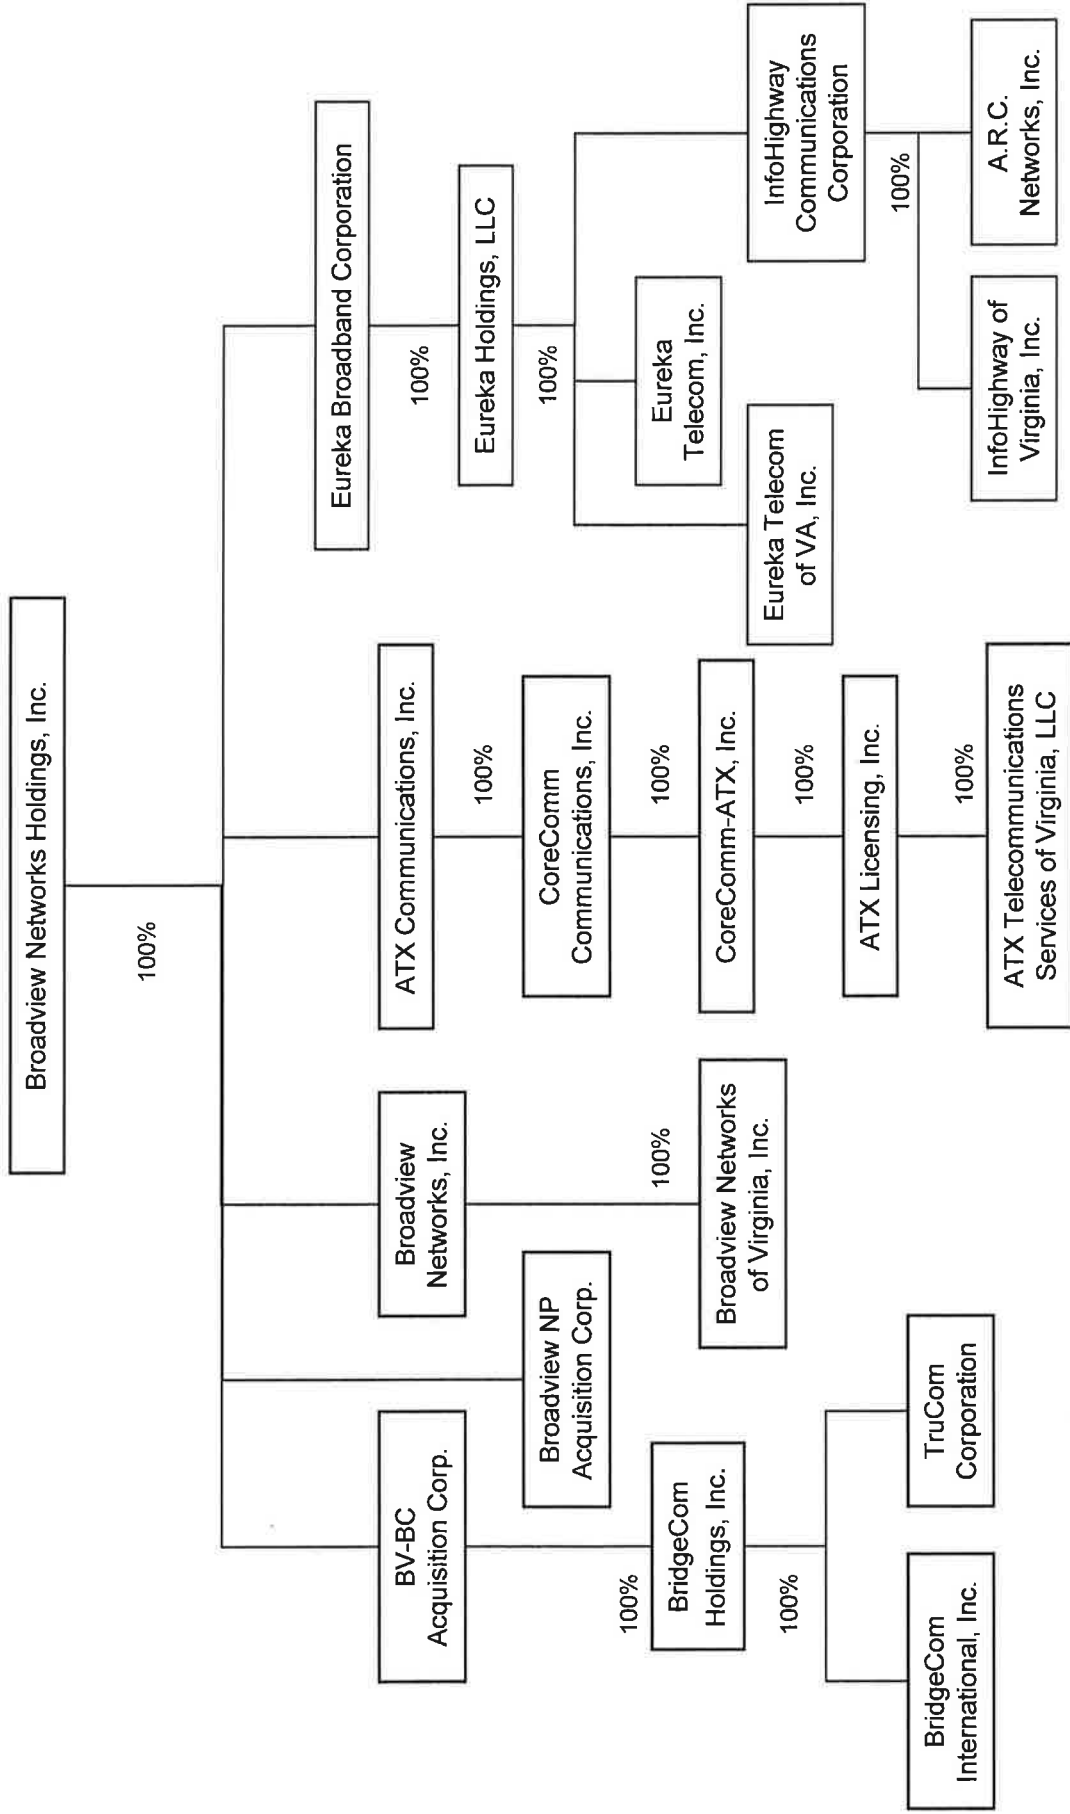 Broadview Networks Holdings, Inc.
100%
Eureka Broadband Corporation
BV-BC
Acquisition Corp.
Broadview
Networks, Inc.
ATX Communications, Inc.
100%
100%
Eureka Holdings, LLC
Broadview NP
Acquisition Corp.
CoreComm
Communications, Inc.
100%
100%
BridgeCom
Holdings, Inc.
100%
100%
Eureka
Telecom, Inc.
Broadview Networks
of Virginia, Inc.
CoreComm-ATX, Inc.
Eureka Telecom
of VA, Inc.
InfoHighway
Communications
Corporation
100%
100%
100%
ATX Licensing, Inc.
BridgeCom
International, Inc.
TruCom
Corporation
100%
ATX Telecommunications
Services of Virginia, LLC
InfoHighway of
Virginia, Inc.
A.R.C.
Networks, Inc.